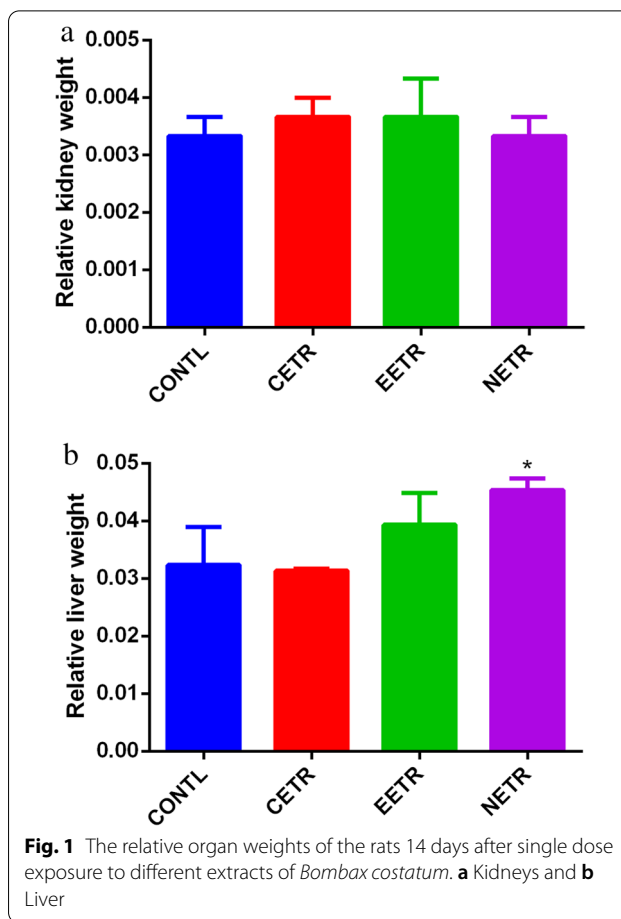 a
0.005
0.004
0.003
0.002
0.001
0.000
Relative kidney weight
CONTL
CETR
EETR
NETR
b
0.05
0.04
0.03
0.02
0.01
0.00
Relative liver weight
*
CONTL
CETR
EETR
NETR
Fig. 1 The relative organ weights of the rats 14 days after single dose
exposure to different extracts of Bombax costatum. a Kidneys and b
Liver